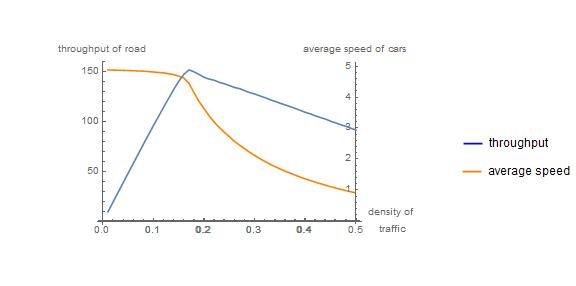 throughput of road
average speed of cars
150
100
50
5
4
3
2
1
0.0
0.1
0.2
0.3
0.4
0.5
density of
traffic
throughput
average speed